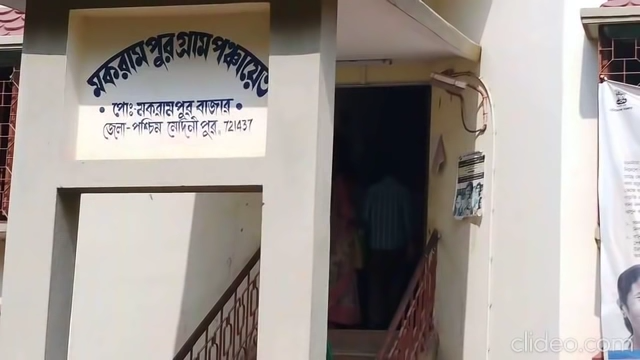 মকরামপুর গ্রাম পঞ্চায়েত
• পোঃ-মকরামপুর বাজার •
জেলা-পশ্চিম মেদিনীপুর, 721437
clideo.com